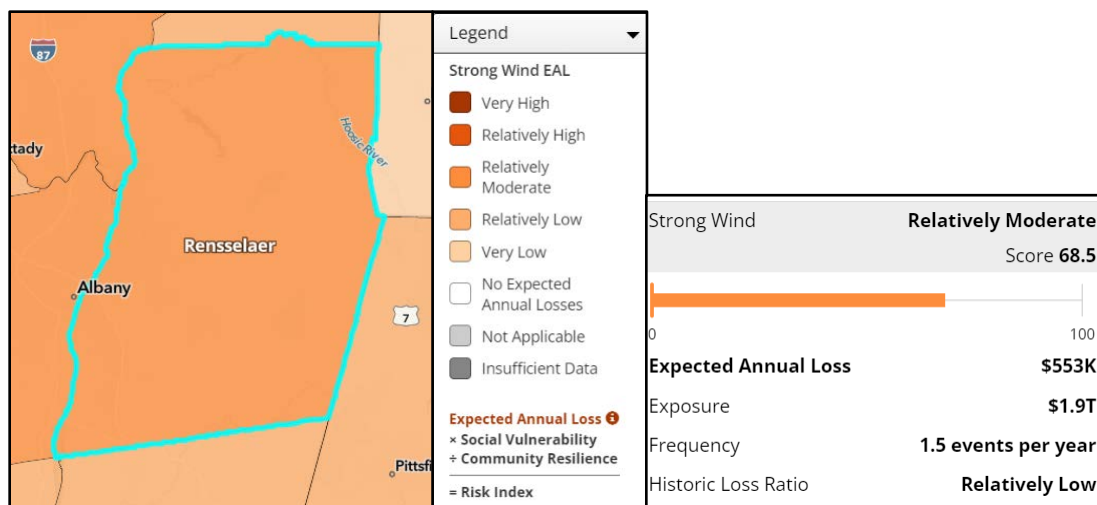 87
Hoosic River
ttady
Rensselaer
Albany
7
Pittsfi
Legend
Strong Wind EAL
Very High
Relatively High
Relatively
Moderate
Relatively Low
Very Low
No Expected
Annual Losses
Not Applicable
Insufficient Data
Expected Annual Loss
× Social Vulnerability
÷ Community Resilience
= Risk Index
Strong Wind Relatively Moderate
Score 68.5
0 100
Expected Annual Loss $553K
Exposure $1.9T
Frequency 1.5 events per year
Historic Loss Ratio Relatively Low